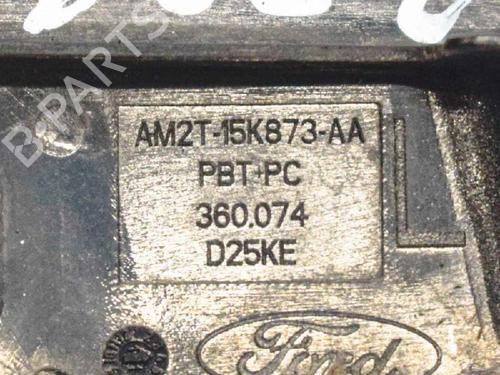 B-PARTS
AM2T-15K873-AA
PBT+PC
360.074
D25KE
Ford